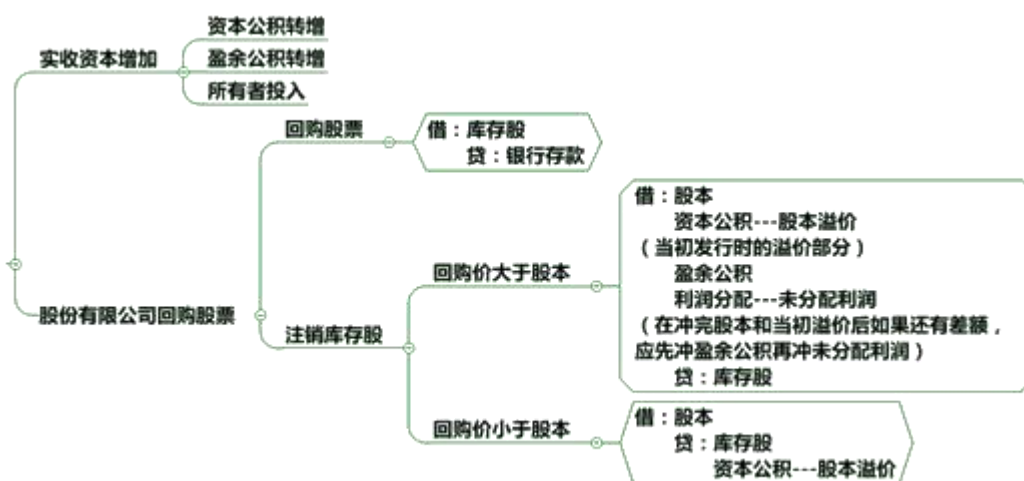 资本公积转增
实收资本增加
盈余公积转增
所有者投入
回购股票
借：库存股
贷：银行存款
借：股本
资本公积---股本溢价
（当初发行时的溢价部分）
回购价大于股本
盈余公积
利润分配---未分配利润
股份有限公司回购股票
（在冲完股本和当初溢价后如果还有差额，
注销库存股
应先冲盈余公积再冲未分配利润）
贷：库存股
回购价小于股本
借：股本
贷：库存股
资本公积---股本溢价